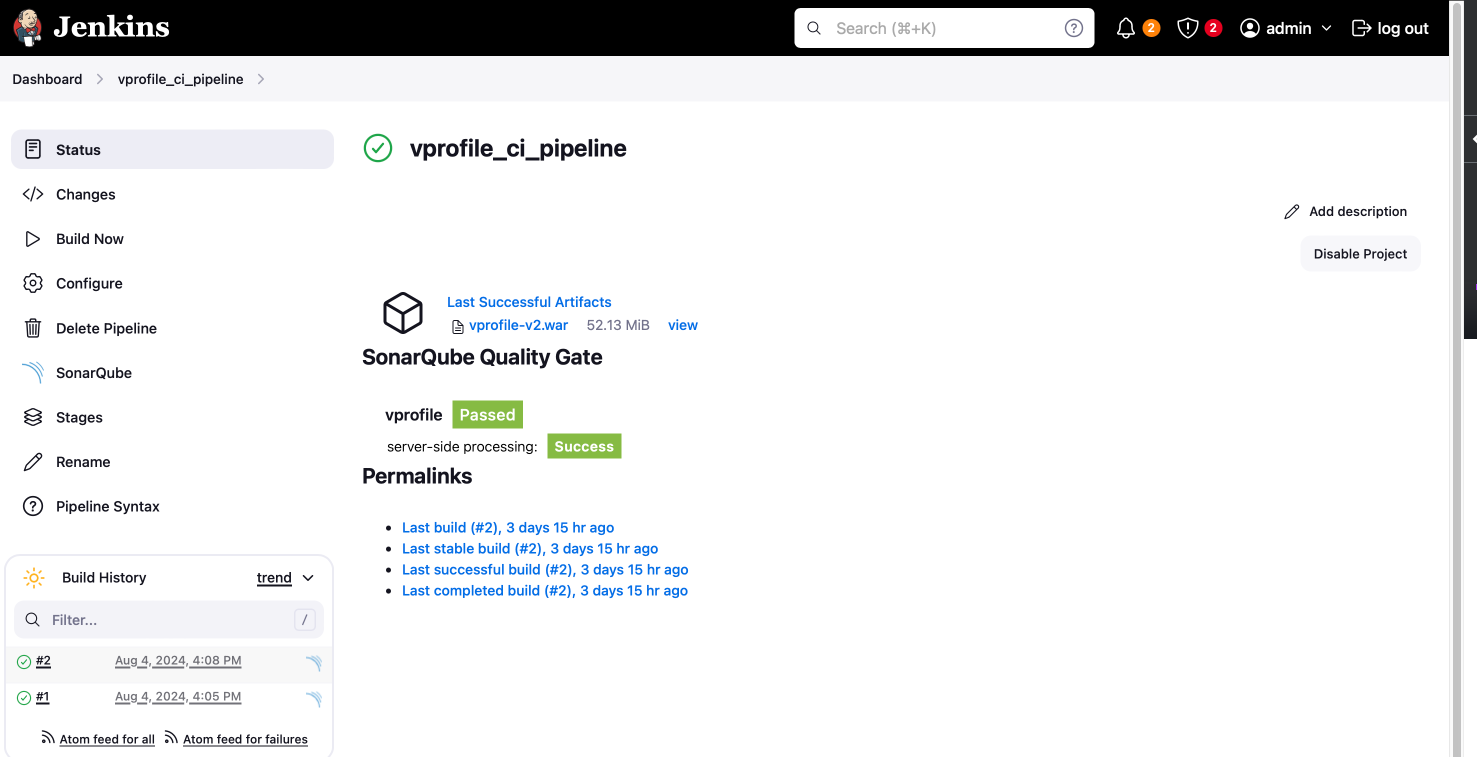 Jenkins
Search (⌘+K)
2
2
admin
log out
Dashboard
vprofile_ci_pipeline
Status
Changes
Build Now
Configure
Delete Pipeline
SonarQube
Stages
Rename
Pipeline Syntax
Build History
trend
Filter...
/
#2
Aug 4, 2024, 4:08 PM
#1
Aug 4, 2024, 4:05 PM
Atom feed for all
Atom feed for failures
vprofile_ci_pipeline
Add description
Disable Project
Last Successful Artifacts
vprofile-v2.war 52.13 MiB view
SonarQube Quality Gate
vprofile Passed
server-side processing: Success
Permalinks
Last build (#2), 3 days 15 hr ago
Last stable build (#2), 3 days 15 hr ago
Last successful build (#2), 3 days 15 hr ago
Last completed build (#2), 3 days 15 hr ago